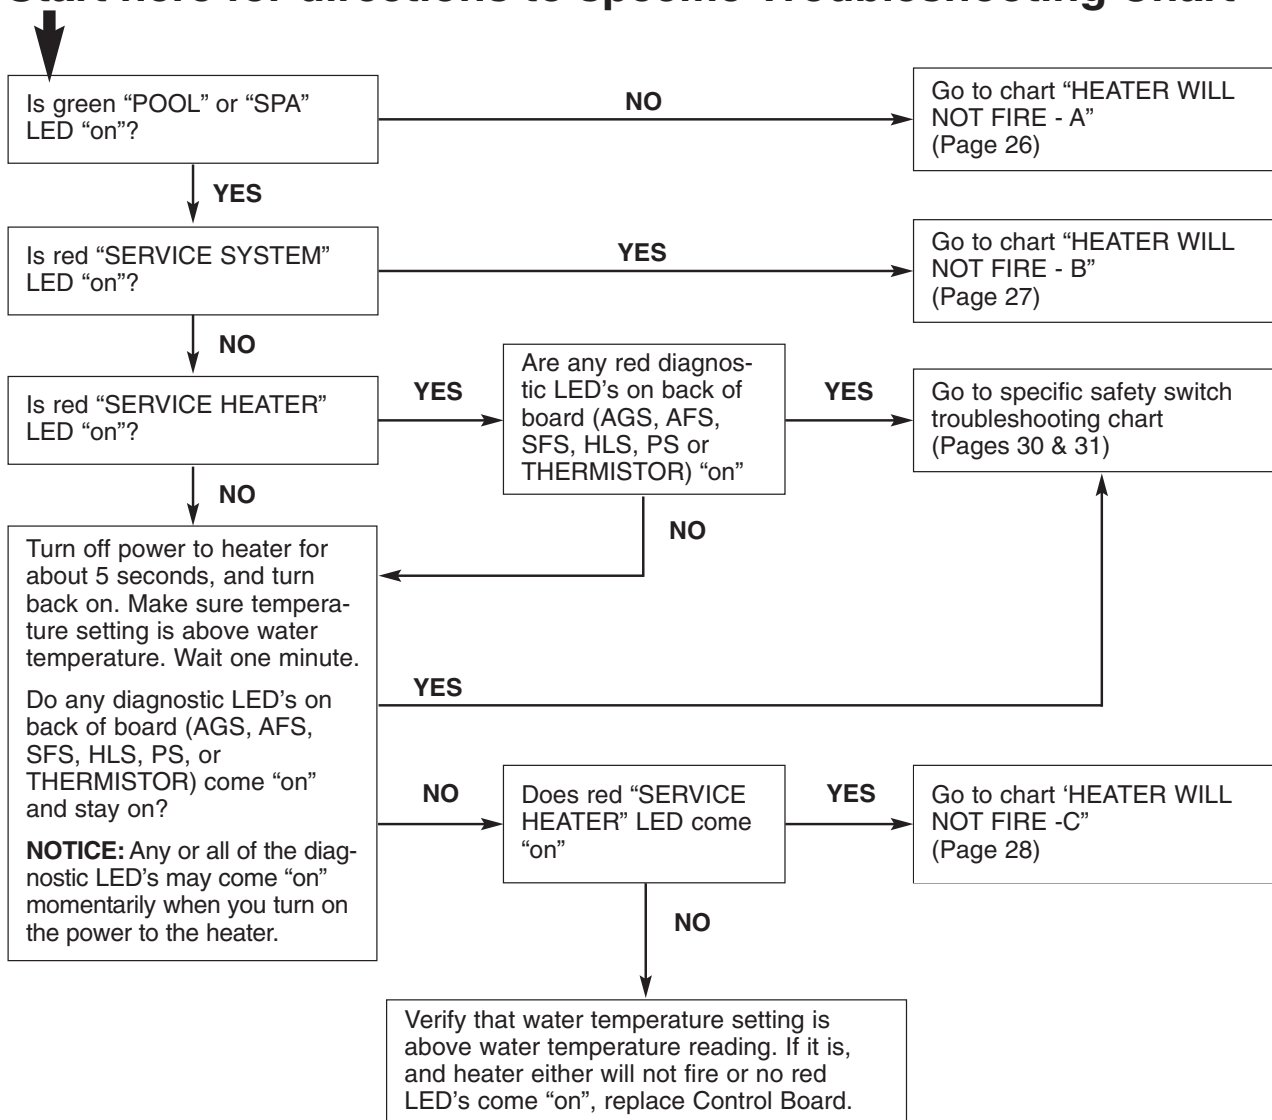 Start here for directions to specific Troubleshooting Chart
Is green “POOL” or “SPA”
LED “on”?
NO
Go to chart “HEATER WILL
NOT FIRE - A”
(Page 26)
YES
Is red “SERVICE SYSTEM”
LED “on”?
YES
Go to chart “HEATER WILL
NOT FIRE - B”
(Page 27)
NO
Is red “SERVICE HEATER”
LED “on”?
YES
Are any red diagnos-
tic LED's on back of
board (AGS, AFS,
SFS, HLS, PS or
THERMISTOR) “on”
YES
Go to specific safety switch
troubleshooting chart
(Pages 30 & 31)
NO
NO
Turn off power to heater for
about 5 seconds, and turn
back on. Make sure tempera-
ture setting is above water
temperature. Wait one minute.
Do any diagnostic LED’s on
back of board (AGS, AFS,
SFS, HLS, PS, or
THERMISTOR) come “on”
and stay on?
NOTICE: Any or all of the diag-
nostic LED’s may come “on”
momentarily when you turn on
the power to the heater.
YES
NO
Does red “SERVICE
HEATER” LED come
“on”
YES
Go to chart ‘HEATER WILL
NOT FIRE -C”
(Page 28)
NO
Verify that water temperature setting is
above water temperature reading. If it is,
and heater either will not fire or no red
LED’s come “on”, replace Control Board.